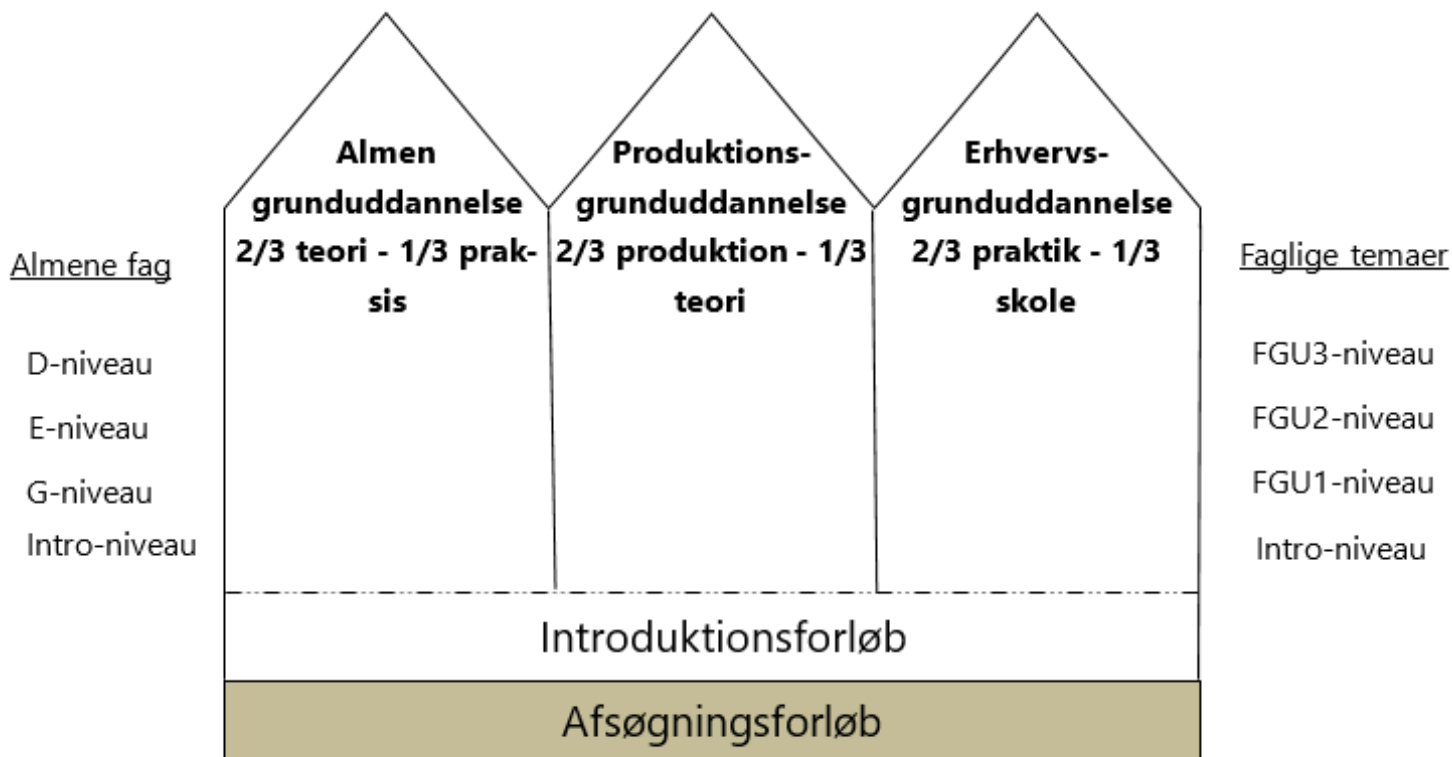 Almen
grunduddannelse
2/3 teori - 1/3 prak-
sis
Produktions-
grunduddannelse
2/3 produktion - 1/3
teori
Erhvervs-
grunduddannelse
2/3 praktik - 1/3
skole
Almene fag
D-niveau
E-niveau
G-niveau
Intro-niveau
Faglige temaer
FGU3-niveau
FGU2-niveau
FGU1-niveau
Intro-niveau
Introduktionsforløb
Afsøgningsforløb